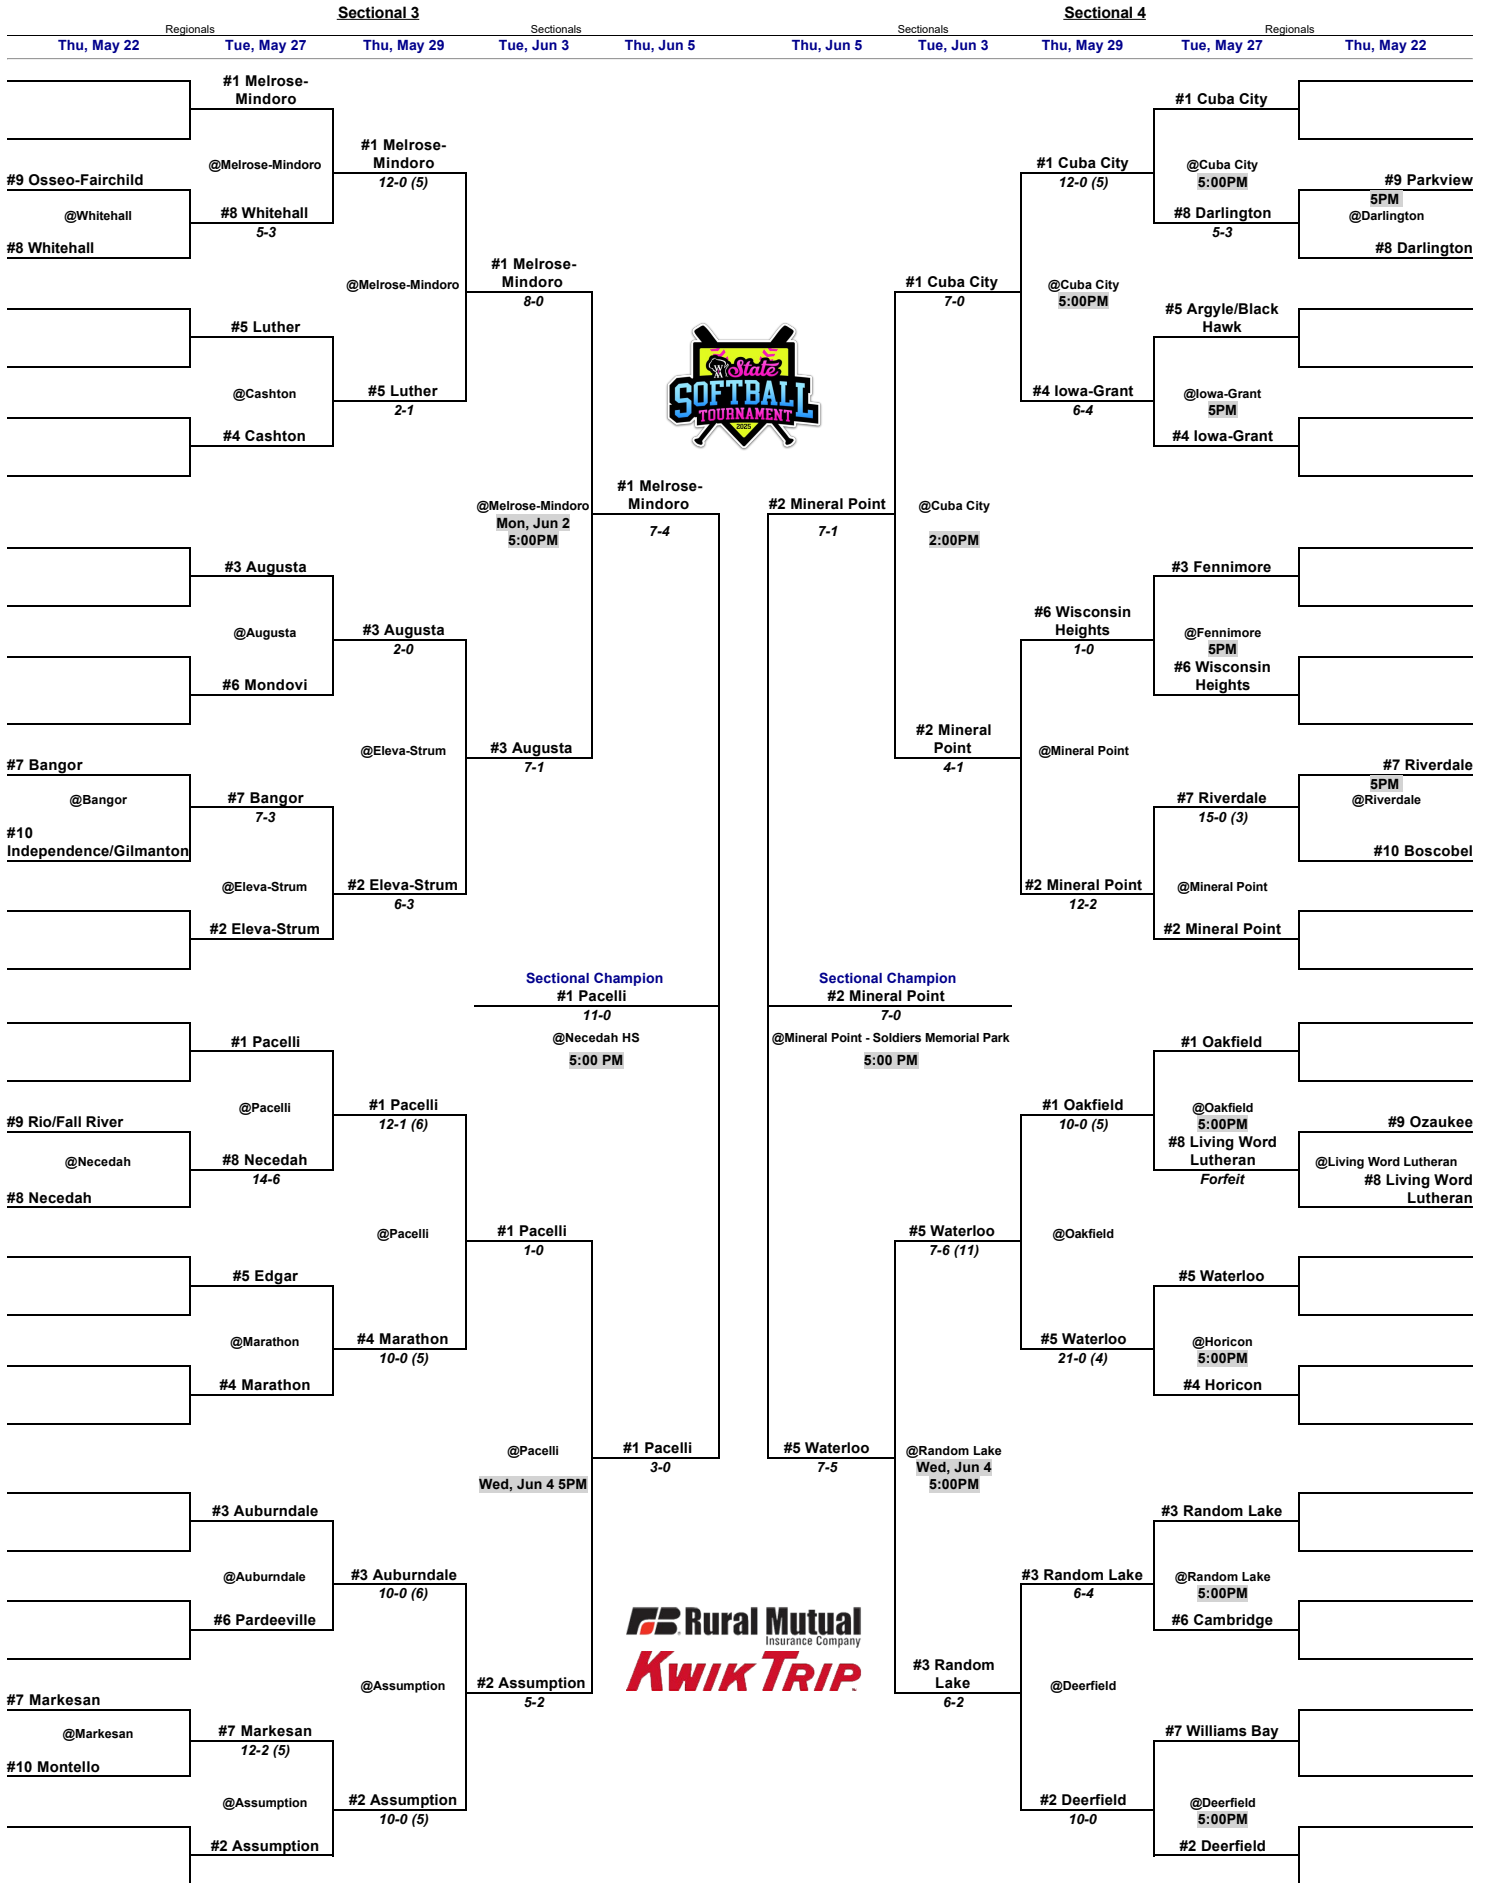 Sectional 3
Sectional 4
Regionals
Sectionals
Sectionals
Regionals
Thu, May 22
Tue, May 27
Thu, May 29
Tue, Jun 3
Thu, Jun 5
Thu, Jun 5
Tue, Jun 3
Thu, May 29
Tue, May 27
Thu, May 22
#1 Melrose-
Mindoro
@Melrose-Mindoro
#9 Osseo-Fairchild
@Whitehall
#8 Whitehall
#8 Whitehall
5-3
#1 Melrose-
Mindoro
12-0 (5)
@Melrose-Mindoro
#5 Luther
@Cashton
#4 Cashton
#5 Luther
2-1
#1 Melrose-
Mindoro
8-0
@Melrose-Mindoro
Mon, Jun 2
5:00PM
#1 Melrose-
Mindoro
7-4
#3 Augusta
@Augusta
#6 Mondovi
#3 Augusta
2-0
@Eleva-Strum
#3 Augusta
7-1
#7 Bangor
@Bangor
#10
Independence/Gilmanton
#7 Bangor
7-3
@Eleva-Strum
#2 Eleva-Strum
#2 Eleva-Strum
6-3
Sectional Champion
#1 Pacelli
11-0
@Necedah HS
5:00 PM
#1 Pacelli
@Pacelli
#9 Rio/Fall River
@Necedah
#8 Necedah
#8 Necedah
14-6
#1 Pacelli
12-1 (6)
@Pacelli
#5 Edgar
@Marathon
#4 Marathon
#4 Marathon
10-0 (5)
#1 Pacelli
1-0
@Pacelli
Wed, Jun 4 5PM
#1 Pacelli
3-0
#3 Auburndale
@Auburndale
#6 Pardeeville
#3 Auburndale
10-0 (6)
@Assumption
#2 Assumption
5-2
#7 Markesan
@Markesan
#10 Montello
#7 Markesan
12-2 (5)
@Assumption
#2 Assumption
#2 Assumption
10-0 (5)
State
SOFTBALL
TOURNAMENT
2025
#1 Cuba City
@Cuba City
5:00PM
#9 Parkview
5PM
@Darlington
#8 Darlington
#8 Darlington
5-3
#1 Cuba City
12-0 (5)
@Cuba City
5:00PM
#5 Argyle/Black
Hawk
@Iowa-Grant
5PM
#4 Iowa-Grant
#4 Iowa-Grant
6-4
#1 Cuba City
7-0
@Cuba City
2:00PM
#2 Mineral Point
7-1
#3 Fennimore
@Fennimore
5PM
#6 Wisconsin
Heights
#6 Wisconsin
Heights
1-0
@Mineral Point
#2 Mineral
Point
4-1
#7 Riverdale
5PM
@Riverdale
#10 Boscobel
#7 Riverdale
15-0 (3)
@Mineral Point
#2 Mineral Point
#2 Mineral Point
12-2
Sectional Champion
#2 Mineral Point
7-0
@Mineral Point - Soldiers Memorial Park
5:00 PM
#1 Oakfield
@Oakfield
5:00PM
#9 Ozaukee
@Living Word Lutheran
#8 Living Word
Lutheran
#8 Living Word
Lutheran
Forfeit
#1 Oakfield
10-0 (5)
@Oakfield
#5 Waterloo
@Horicon
5:00PM
#4 Horicon
#5 Waterloo
21-0 (4)
#5 Waterloo
7-6 (11)
@Random Lake
Wed, Jun 4
5:00PM
#5 Waterloo
7-5
#3 Random Lake
@Random Lake
5:00PM
#6 Cambridge
#3 Random Lake
6-4
@Deerfield
#3 Random
Lake
6-2
#7 Williams Bay
@Deerfield
5:00PM
#2 Deerfield
#2 Deerfield
10-0
Rural Mutual
Insurance Company
KWIK TRIP